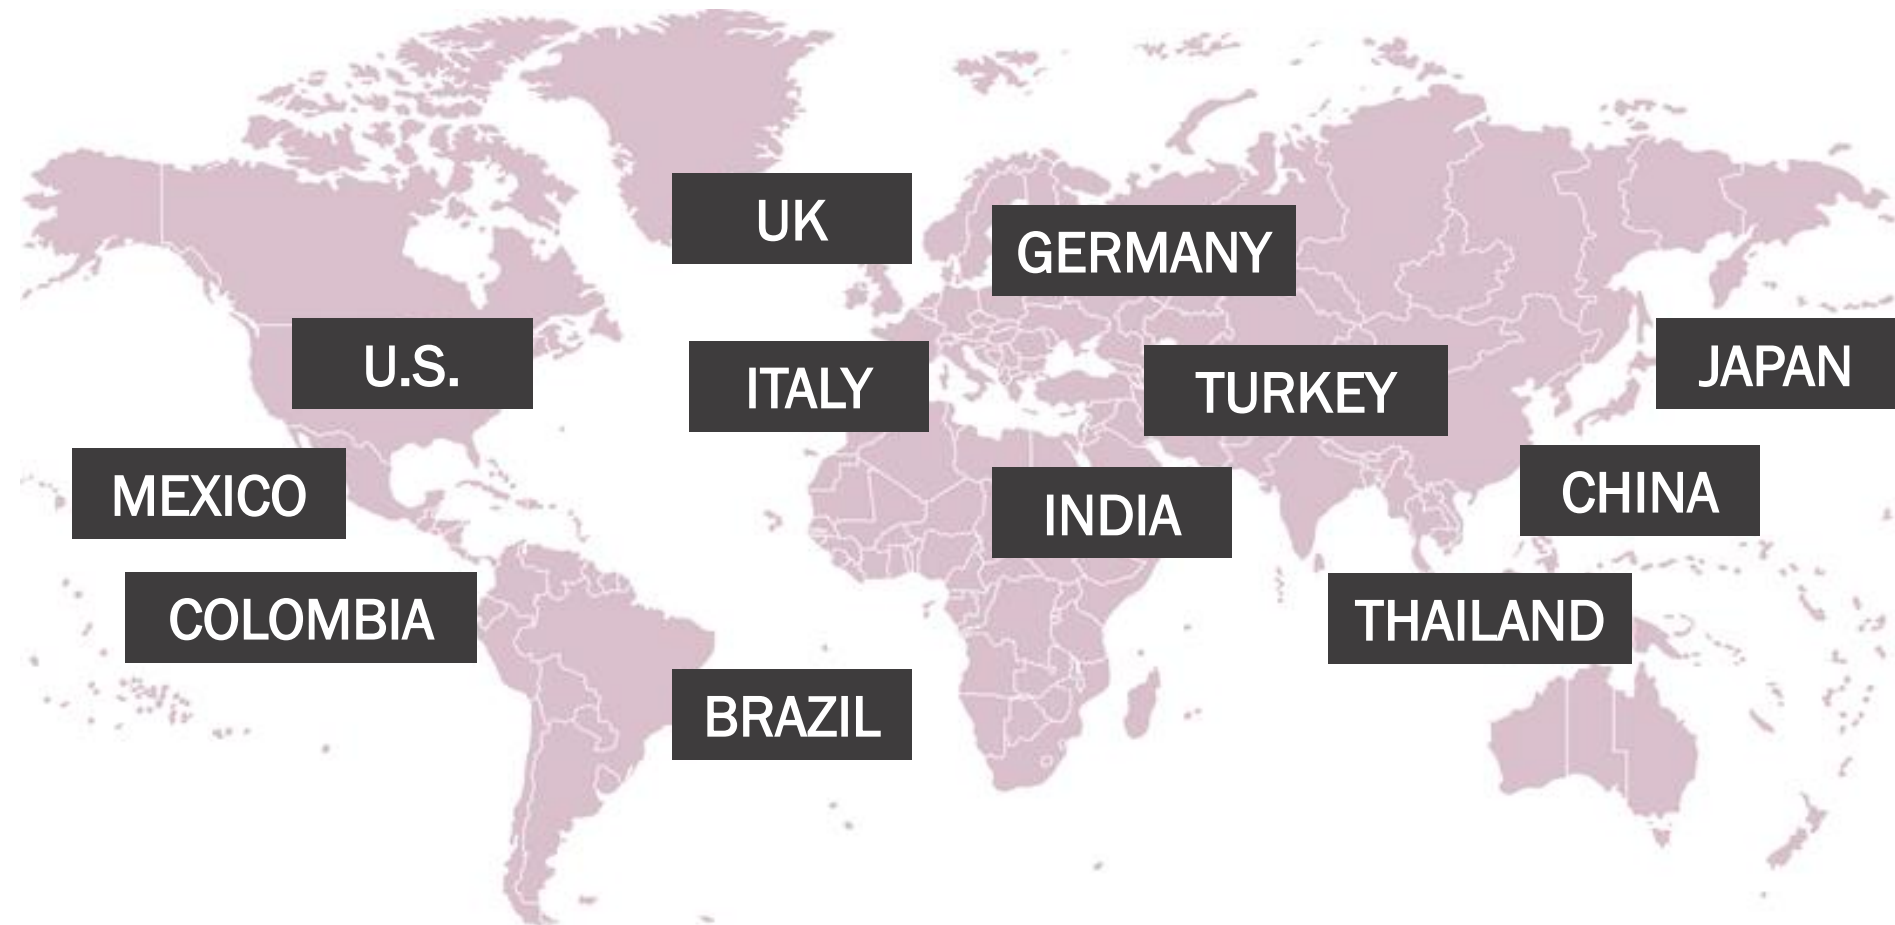 UK
GERMANY
U.S.
ITALY
TURKEY
JAPAN
MEXICO
INDIA
CHINA
COLOMBIA
THAILAND
BRAZIL